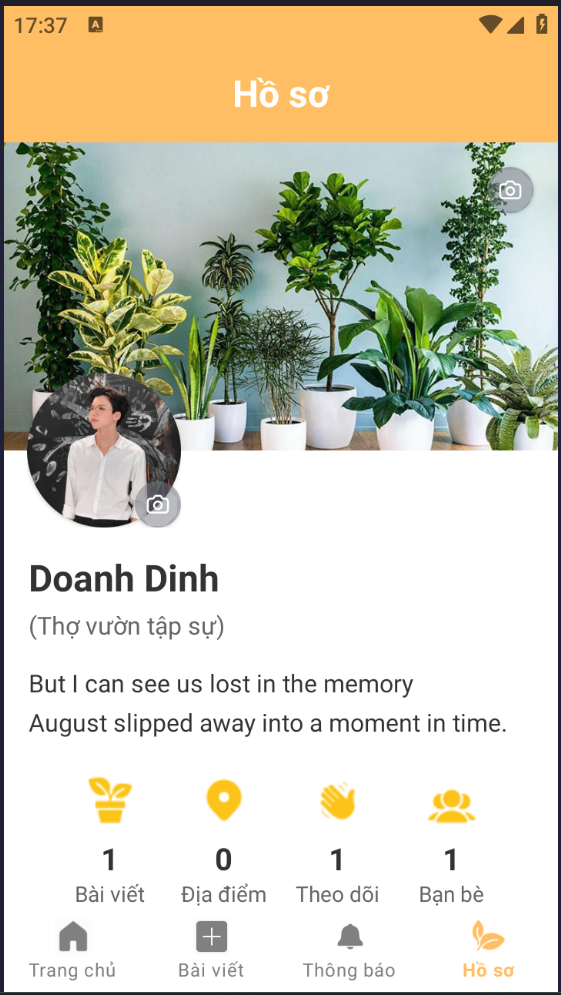 17:37 A
Hồ sơ
Doanh Dinh
(Thợ vườn tập sự)
But I can see us lost in the memory
August slipped away into a moment in time.
1 0 1 1
Bài viết Địa điểm Theo dõi Bạn bè
Trang chủ Bài viết Thông báo Hồ sơ